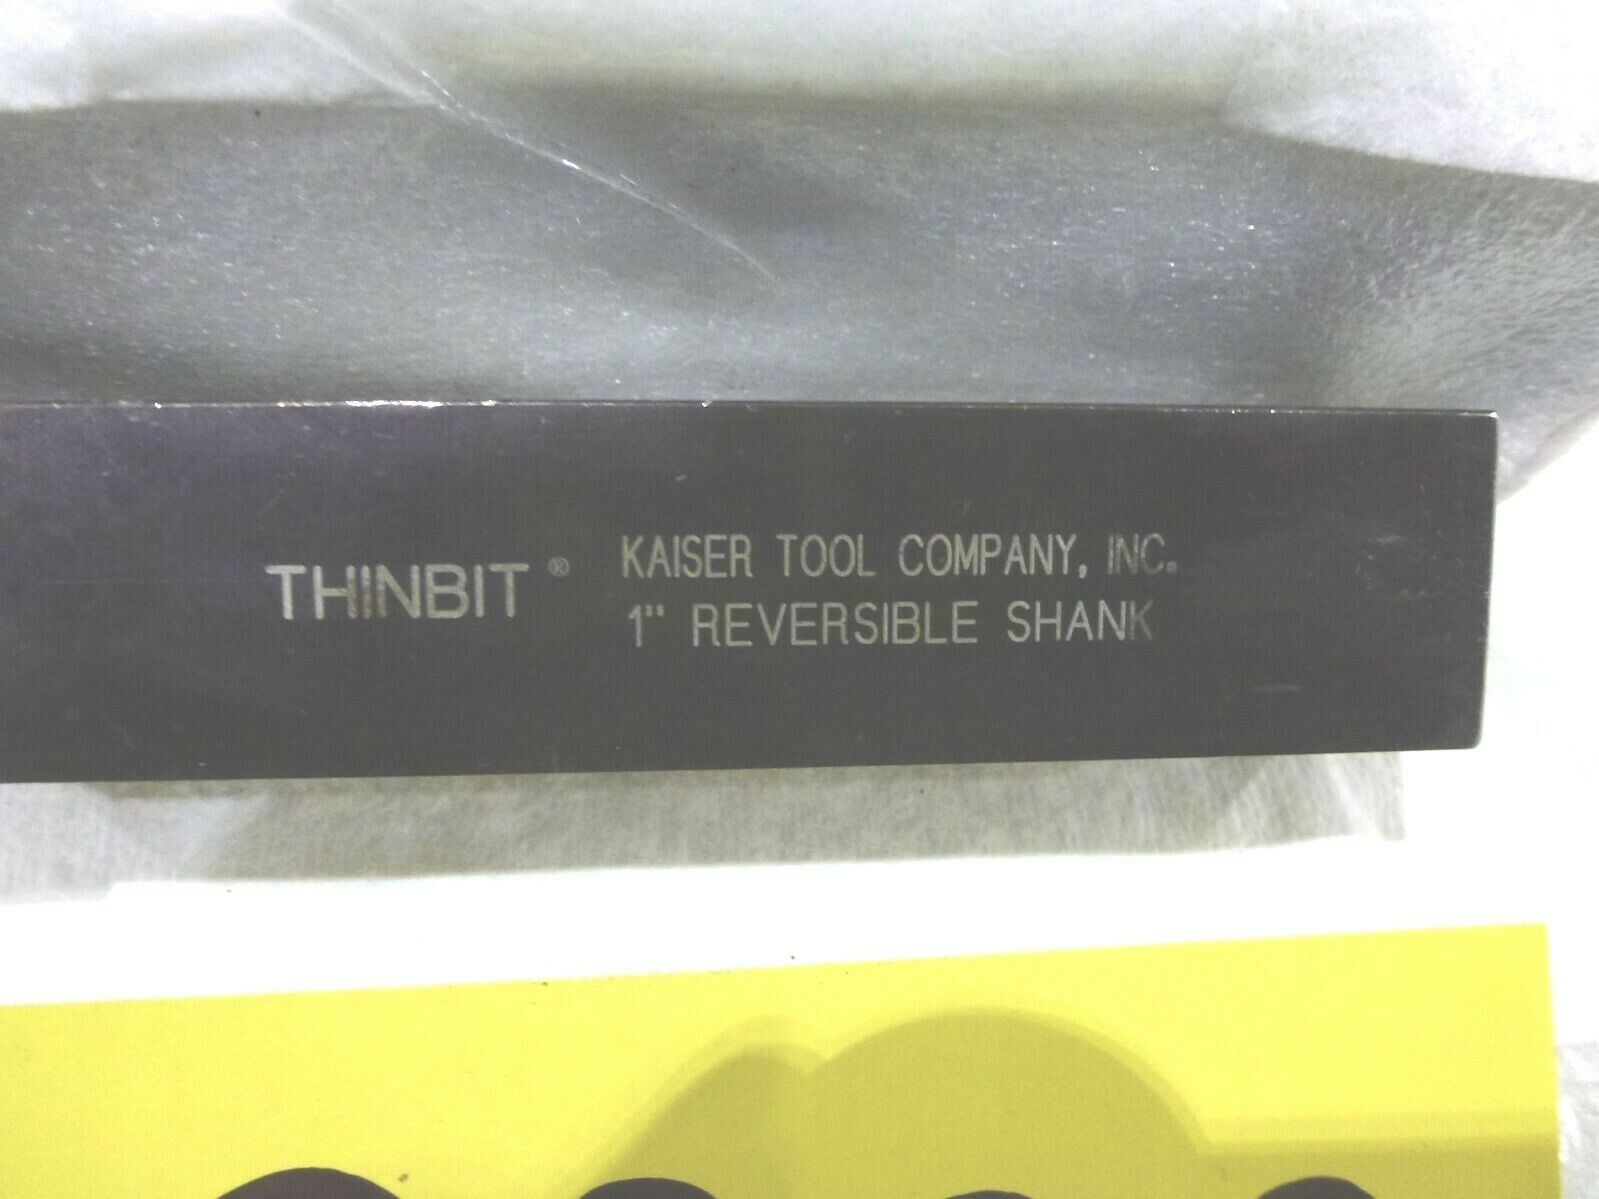 THINBIT ®
KAISER TOOL COMPANY, INC.
1" REVERSIBLE SHANK